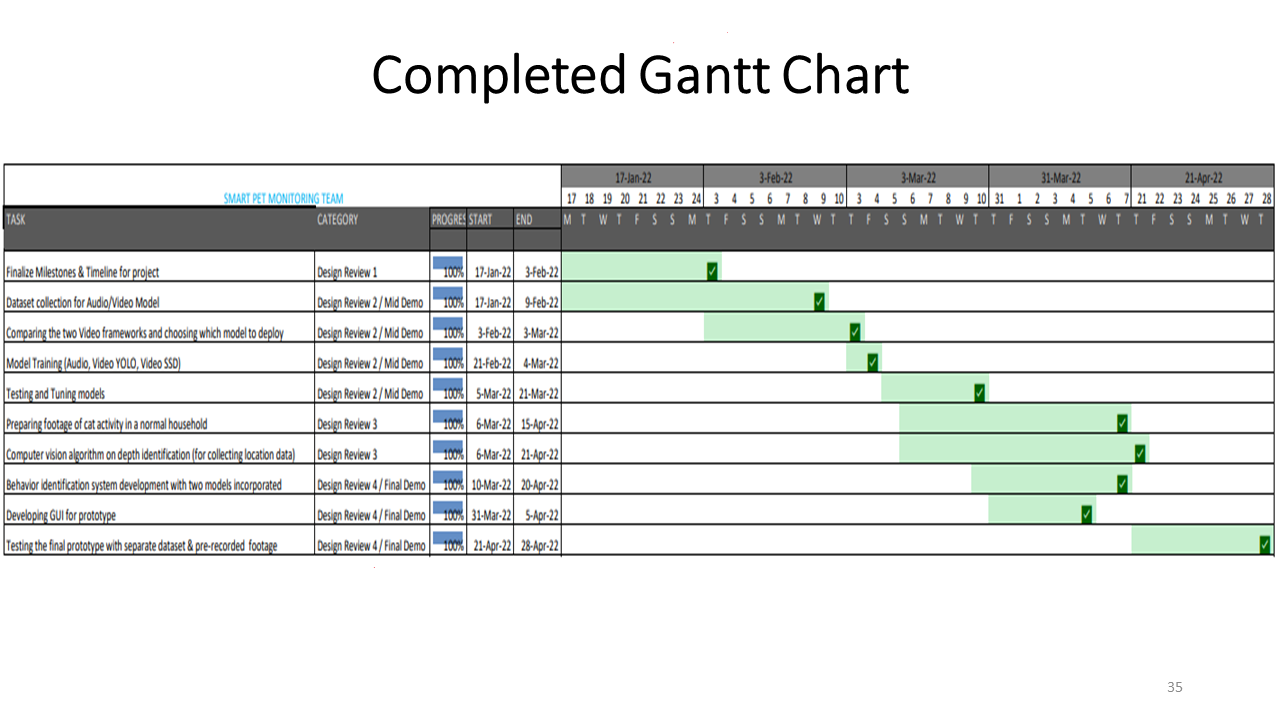 Completed Gantt Chart
17-Jan-22 3-Feb-22 3-Mar-22 31-Mar-22 21-Apr-22
SMART PET MONITORING TEAM 17 18 19 20 21 22 23 24 3 4 5 6 7 8 9 10 3 4 5 6 7 8 9 10 31 1 2 3 4 5 6 7 21 22 23 24 25 26 27 28
TASK CATEGORY PROGRES START END M T W T F S S M T F S S M T W T T F S S M T W T T F S S M T W T T F S S M T W T
Finalize Milestones & Timeline for project Design Review 1 100% 17-Jan-22 3-Feb-22 ✓
Dataset collection for Audio/Video Model Design Review 2 / Mid Demo 100% 17-Jan-22 9-Feb-22 ✓
Comparing the two Video frameworks and choosing which model to deploy Design Review 2 / Mid Demo 100% 3-Feb-22 3-Mar-22 ✓
Model Training (Audio, Video YOLO, Video SSD) Design Review 2 / Mid Demo 100% 21-Feb-22 4-Mar-22 ✓
Testing and Tuning models Design Review 2 / Mid Demo 100% 5-Mar-22 21-Mar-22 ✓
Preparing footage of cat activity in a normal household Design Review 3 100% 6-Mar-22 15-Apr-22 ✓
Computer vision algorithm on depth identification (for collecting location data) Design Review 3 100% 6-Mar-22 21-Apr-22 ✓
Behavior identification system development with two models incorporated Design Review 4 / Final Demo 100% 10-Mar-22 20-Apr-22 ✓
Developing GUI for prototype Design Review 4 / Final Demo 100% 31-Mar-22 5-Apr-22 ✓
Testing the final prototype with separate dataset & pre-recorded footage Design Review 4 / Final Demo 100% 21-Apr-22 28-Apr-22 ✓
35